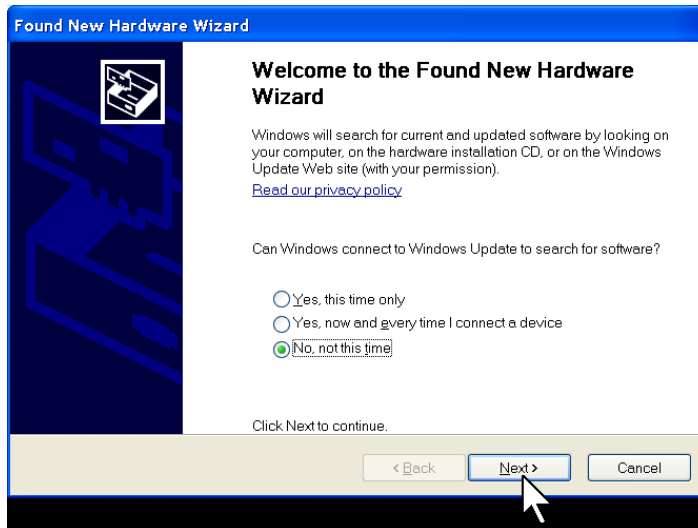 Found New Hardware Wizard
Welcome to the Found New Hardware
Wizard
Windows will search for current and updated software by looking on
your computer, on the hardware installation CD, or on the Windows
Update Web site (with your permission).
Read our privacy policy
Can Windows connect to Windows Update to search for software?
Yes, this time only
Yes, now and every time I connect a device
No, not this time
Click Next to continue.
< Back Next > Cancel